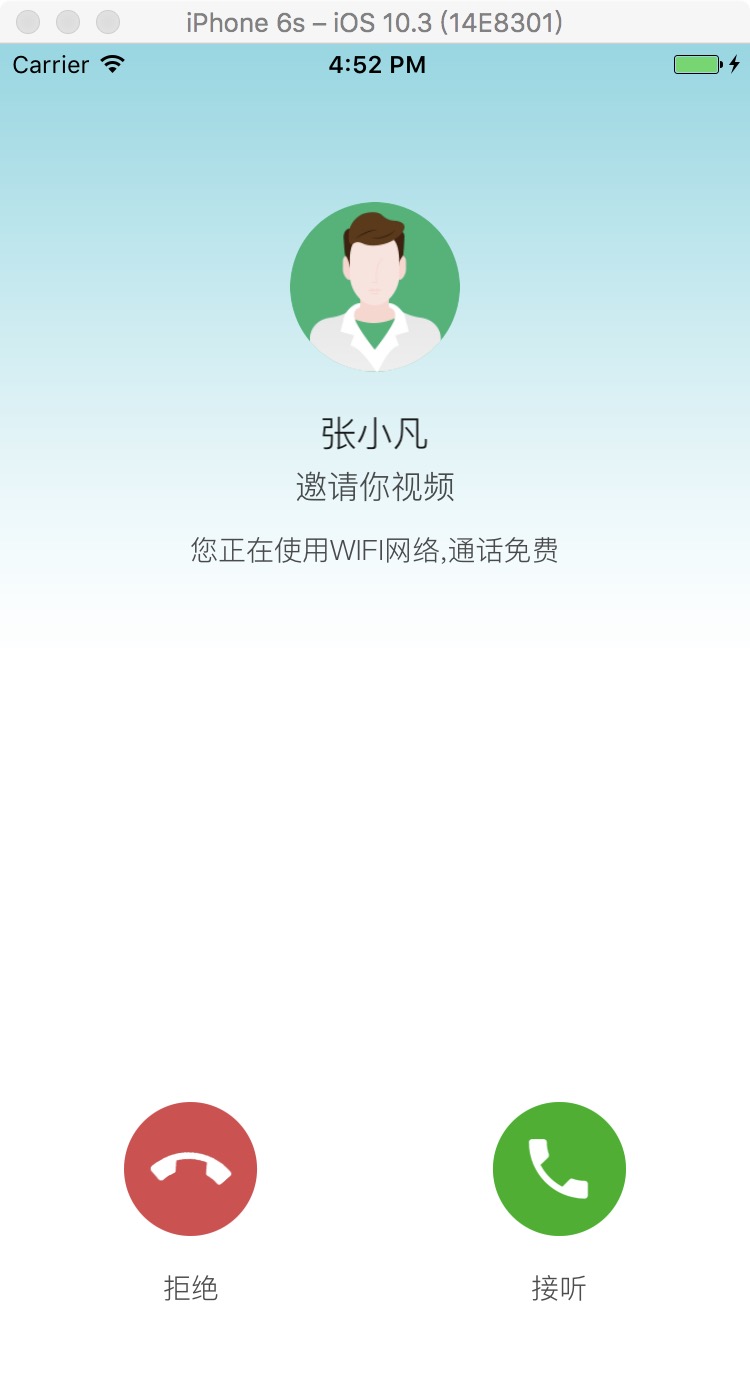 iPhone 6s – iOS 10.3 (14E8301)
Carrier 4:52 PM
张小凡
邀请你视频
您正在使用WIFI网络,通话免费
拒绝 接听